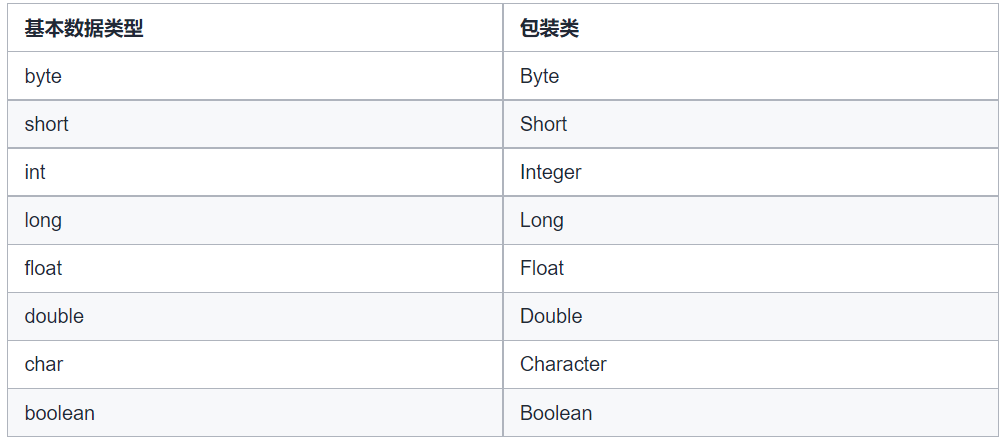 基本数据类型 包装类
byte Byte
short Short
int Integer
long Long
float Float
double Double
char Character
boolean Boolean